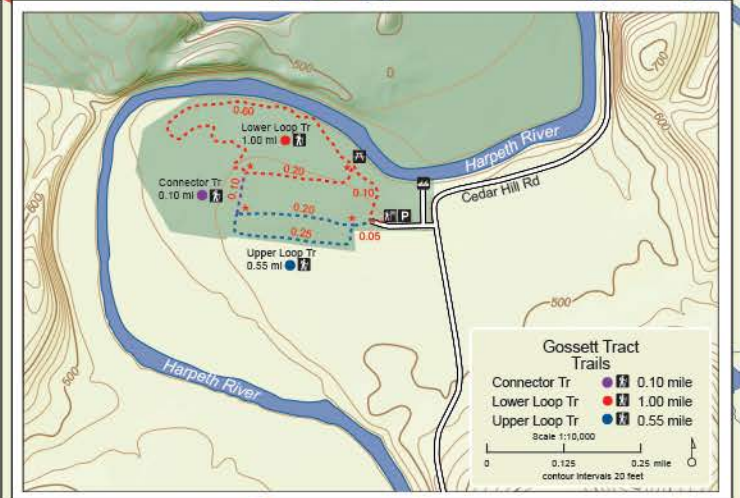 500
0
700
600
0.60
Lower Loop Tr
1.00 mi
Harpeth River
Cedar Hill Rd
0.20
0.10
Connector Tr
0.10 mi
0.10
P
0.20
0.25
0.05
Upper Loop Tr
0.55 mi
500
500
Harpeth River
Gossett Tract
Trails
Connector Tr 0.10 mile
Lower Loop Tr 1.00 mile
Upper Loop Tr 0.55 mile
Scale 1:10,000
0 0.125 0.25 mile
contour intervals 20 feet